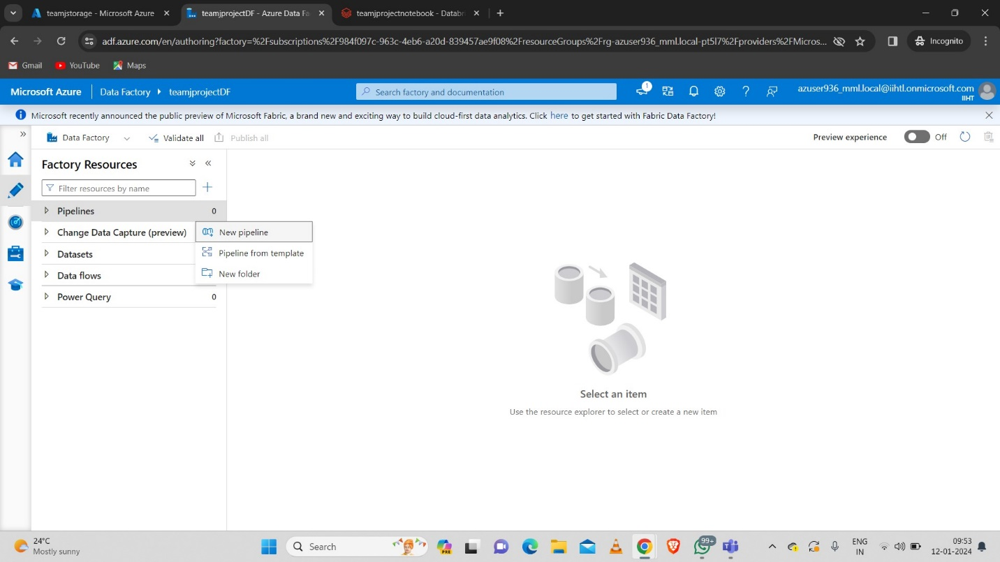 teamjstorage - Microsoft Azure
teamjprojectDF - Azure Data Fa
teamjprojectnotebook - Databr
adf.azure.com/en/authoring?factory=%2Fsubscriptions%2F984f097c-963c-4eb6-a20d-839457ae9f08%2FresourceGroups%2Frg-azuser936_mml.local-pt5l7%2Fproviders%2FMicros...
Incognito
Gmail
YouTube
Maps
Microsoft Azure
Data Factory
teamjprojectDF
Search factory and documentation
1
azuser936_mml.local@iihtl.onmicrosoft.com
IIHT
Microsoft recently announced the public preview of Microsoft Fabric, a brand new and exciting way to build cloud-first data analytics. Click here to get started with Fabric Data Factory!
Data Factory
Validate all
Publish all
Preview experience
Off
Factory Resources
Filter resources by name
Pipelines 0
Change Data Capture (preview)
Datasets
Data flows
Power Query 0
New pipeline
Pipeline from template
New folder
Select an item
Use the resource explorer to select or create a new item
24°C
Mostly sunny
Search
PRE
99+
ENG
IN
09:53
12-01-2024